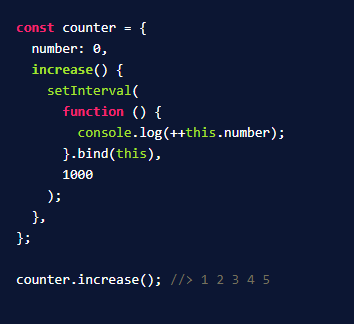 const counter = {
  number: 0,
  increase() {
    setInterval(
      function () {
        console.log(++this.number);
      }.bind(this),
      1000
    );
  },
};
counter.increase(); //> 1 2 3 4 5